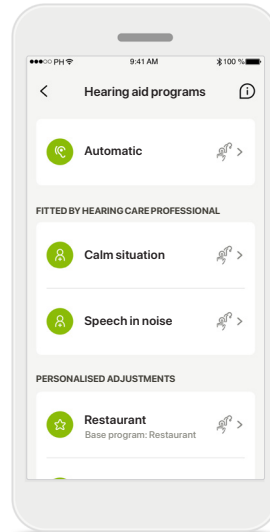 ●●●○○ PH 9:41 AM 100 %
Hearing aid programs
Automatic
FITTED BY HEARING CARE PROFESSIONAL
Calm situation
Speech in noise
PERSONALISED ADJUSTMENTS
Restaurant
Base program: Restaurant